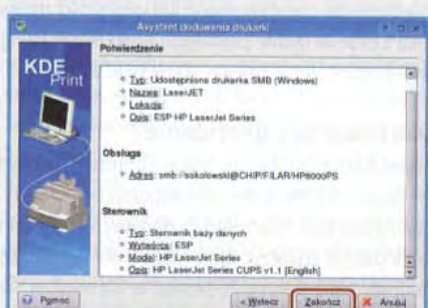 Asystent dodawania drukarki
Potwierdzenie
KDE
Print
Typ: Udostępniona drukarka SMB (Windows)
Nazwa: LaserJET
Lokacja:
Opis: ESP HP LaserJet Series
Obsługa
Adres: smb://sokolowski@CHIP/FILAR/HP8000PS
Sterownik
Typ: Sterownik bazy danych
Wytwórca: ESP
Model: HP LaserJet Series
Opis: HP LaserJet Series CUPS v1.1 [English]
Pomoc
< Wstecz
Zakończ
Anuluj